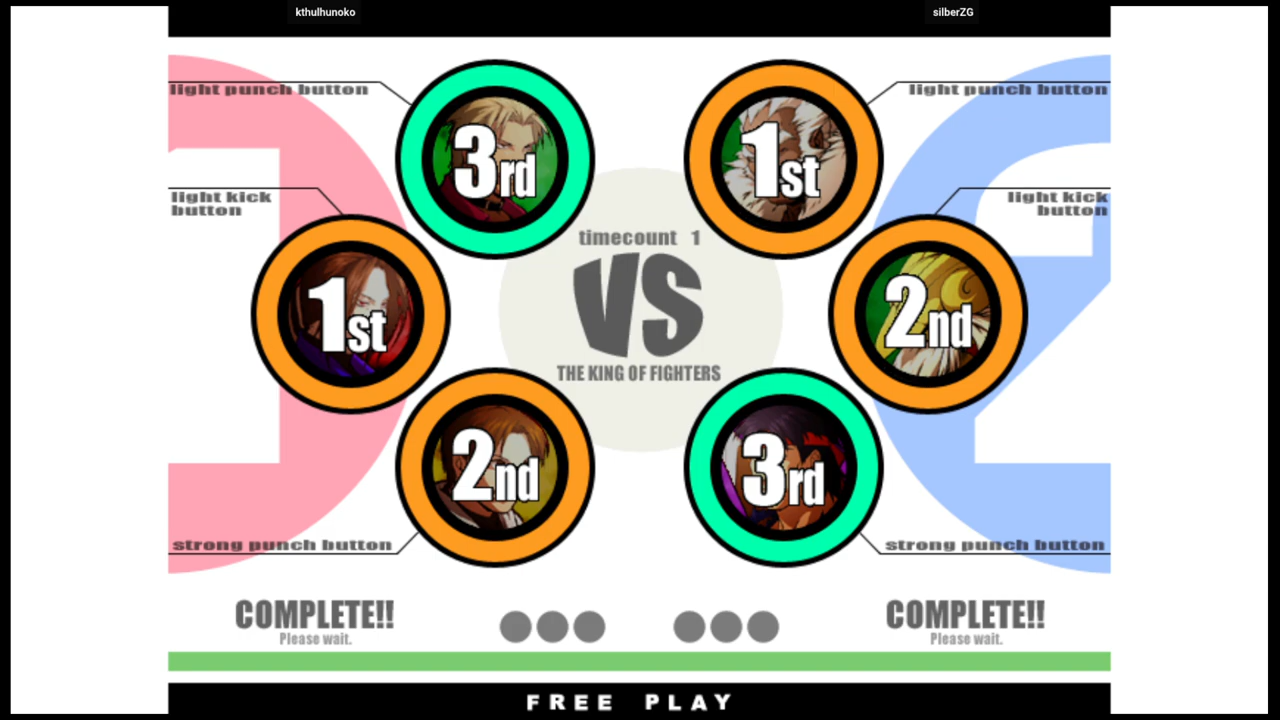 kthulhunoko
silberZG
light punch button
3rd
1st
light punch button
light kick
button
light kick
button
timecount 1
VS
THE KING OF FIGHTERS
1st
2nd
2nd
3rd
strong punch button
strong punch button
COMPLETE!!
Please wait.
COMPLETE!!
Please wait.
FREE PLAY